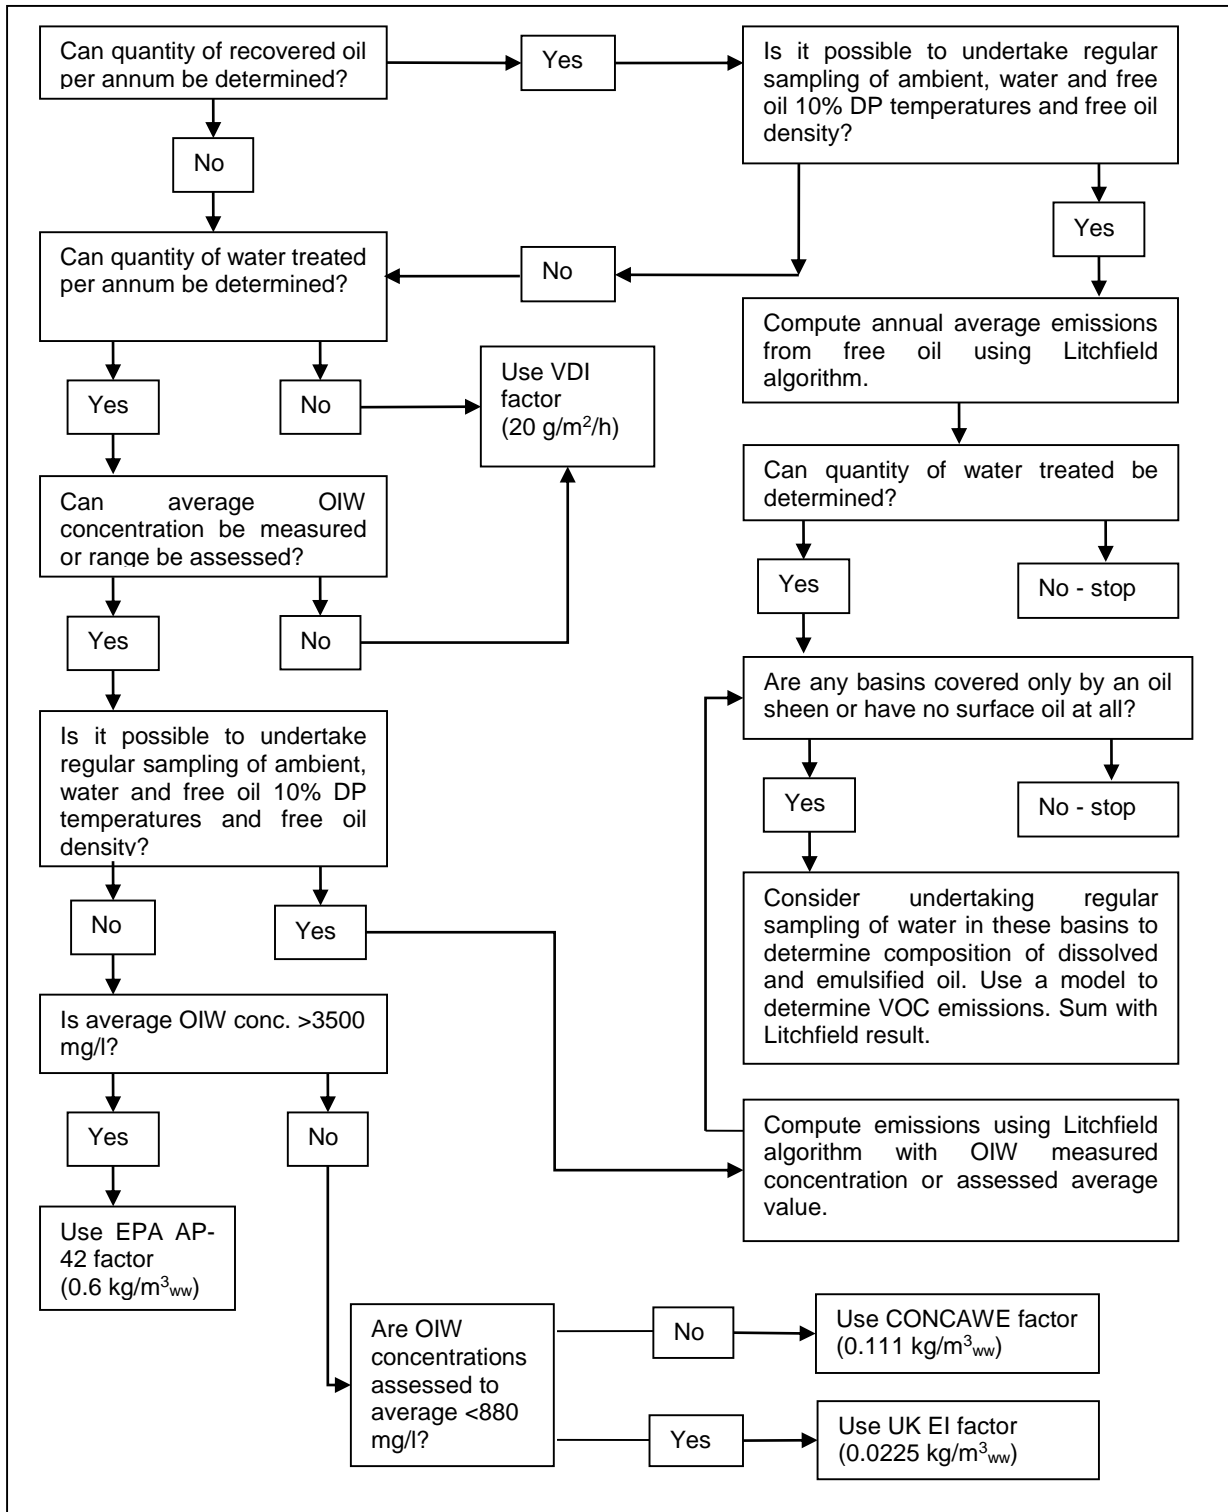 Can quantity of recovered oil
per annum be determined?
Yes
Is it possible to undertake regular
sampling of ambient, water and free
oil 10% DP temperatures and free oil
density?
No
Yes
Can quantity of water treated
per annum be determined?
No
Compute annual average emissions
from free oil using Litchfield
algorithm.
Yes
No
Use VDI
factor
(20 g/m²/h)
Can quantity of water treated be
determined?
Can average OIW
concentration be measured
or range be assessed?
Yes
No - stop
Yes
No
Are any basins covered only by an oil
sheen or have no surface oil at all?
Is it possible to undertake
regular sampling of ambient,
water and free oil 10% DP
temperatures and free oil
density?
Yes
No - stop
No
Yes
Consider undertaking regular
sampling of water in these basins to
determine composition of dissolved
and emulsified oil. Use a model to
determine VOC emissions. Sum with
Litchfield result.
Is average OIW conc. >3500
mg/l?
Yes
No
Compute emissions using Litchfield
algorithm with OIW measured
concentration or assessed average
value.
Use EPA AP-
42 factor
(0.6 kg/m³ww)
Are OIW
concentrations
assessed to
average <880
mg/l?
No
Use CONCAWE factor
(0.111 kg/m³ww)
Yes
Use UK EI factor
(0.0225 kg/m³ww)